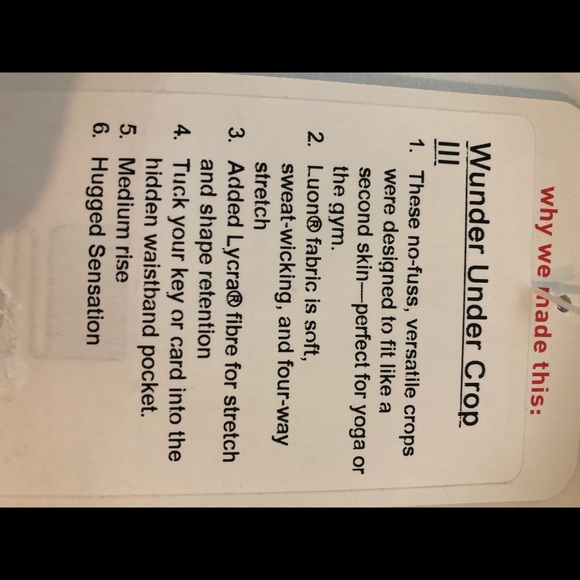 why we made this:
Wunder Under Crop
III
1. These no-fuss, versatile crops
were designed to fit like a
second skin—perfect for yoga or
the gym.
2. Luon® fabric is soft,
sweat-wicking, and four-way
stretch
3. Added Lycra® fibre for stretch
and shape retention
4. Tuck your key or card into the
hidden waistband pocket.
5. Medium rise
6. Hugged Sensation